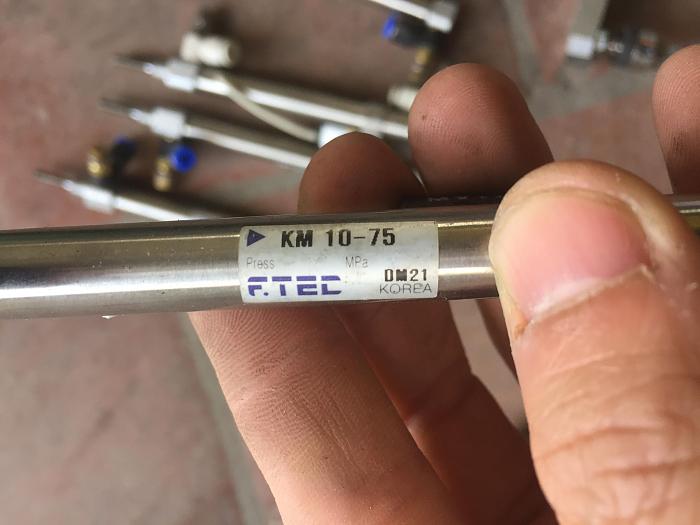 KM 10-75
Press MPa
F.TEC
DM21
KOREA